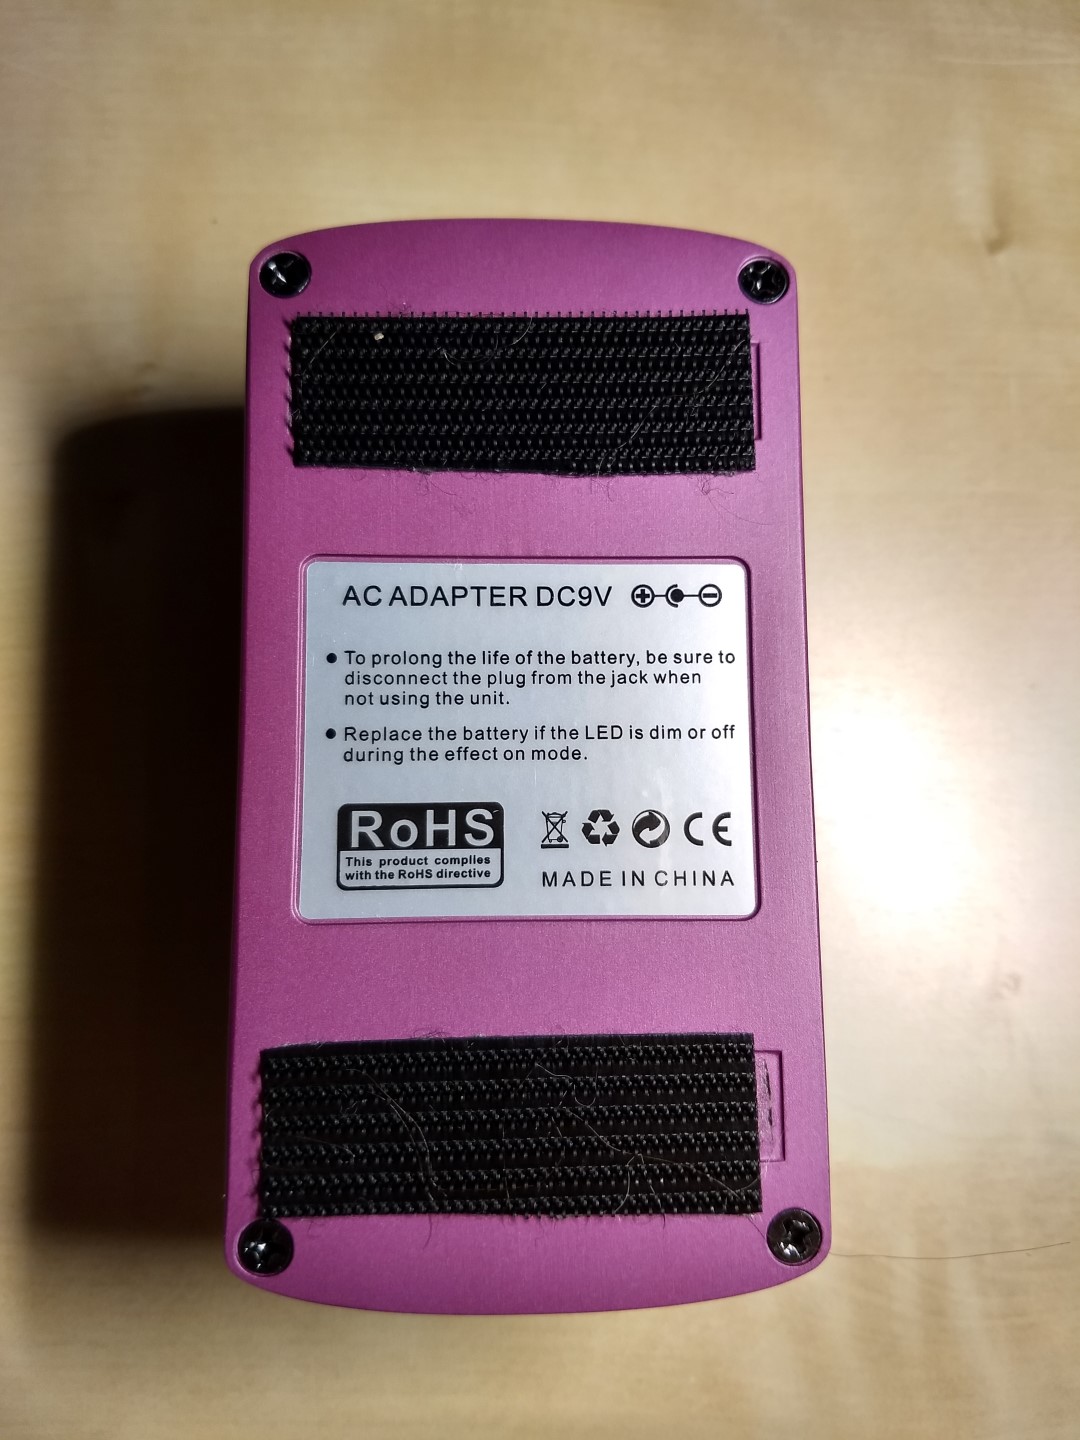 AC ADAPTER DC9V
● To prolong the life of the battery, be sure to
disconnect the plug from the jack when
not using the unit.
● Replace the battery if the LED is dim or off
during the effect on mode.
RoHS
This product complies
with the RoHS directive
CE
MADE IN CHINA